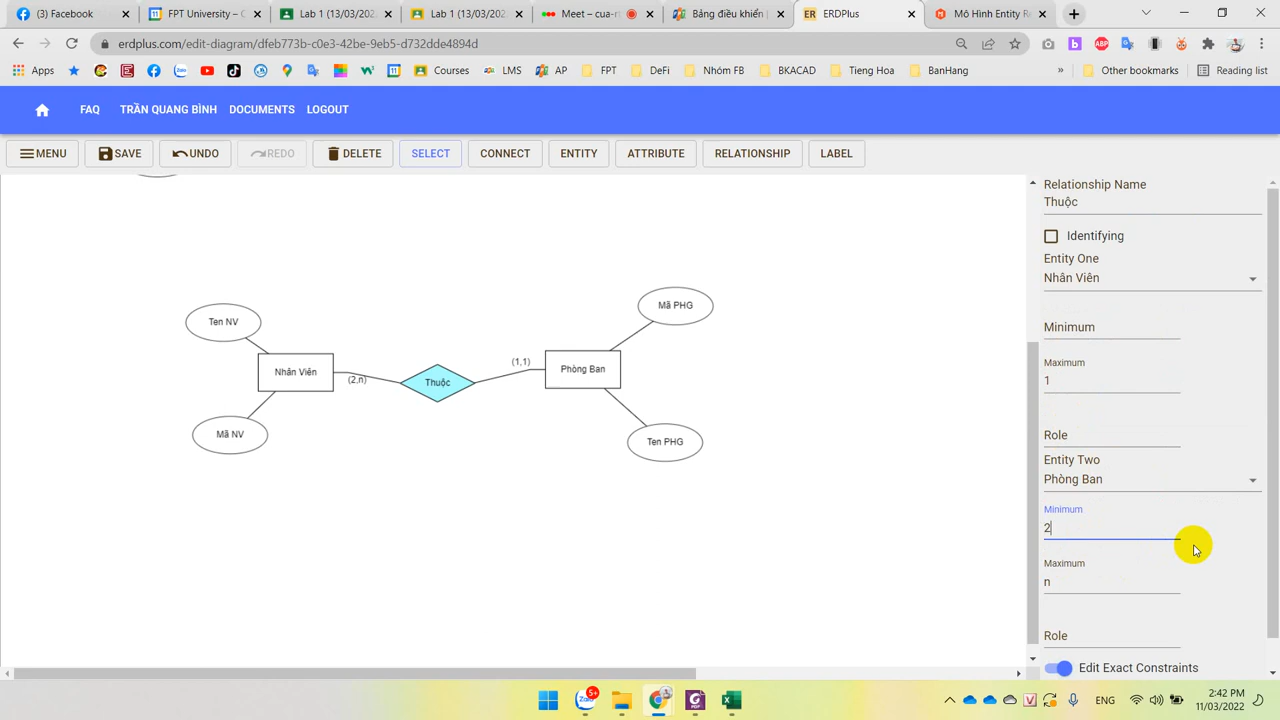 (3) Facebook
FPT University – C
Lab 1 (13/03/202
Lab 1 (13/03/202
Meet – cua-r
Bảng điều khiển
ERDPlus
Mô Hình Entity Re
erdplus.com/edit-diagram/dfeb773b-c0e3-42be-9eb5-d732dde4894d
Apps
Courses
LMS
AP
FPT
DeFi
Nhóm FB
BKACAD
Tieng Hoa
BanHang
»
Other bookmarks
Reading list
FAQ
TRẦN QUANG BÌNH
DOCUMENTS
LOGOUT
MENU
SAVE
UNDO
REDO
DELETE
SELECT
CONNECT
ENTITY
ATTRIBUTE
RELATIONSHIP
LABEL
Ten NV
Nhân Viên
Mã NV
(2,n)
Thuộc
(1,1)
Phòng Ban
Mã PHG
Ten PHG
Relationship Name
Thuộc
Identifying
Entity One
Nhân Viên
Minimum
Maximum
1
Role
Entity Two
Phòng Ban
Minimum
2
Maximum
n
Role
Edit Exact Constraints
Zalo
5+
PDF
ENG
2:42 PM
11/03/2022